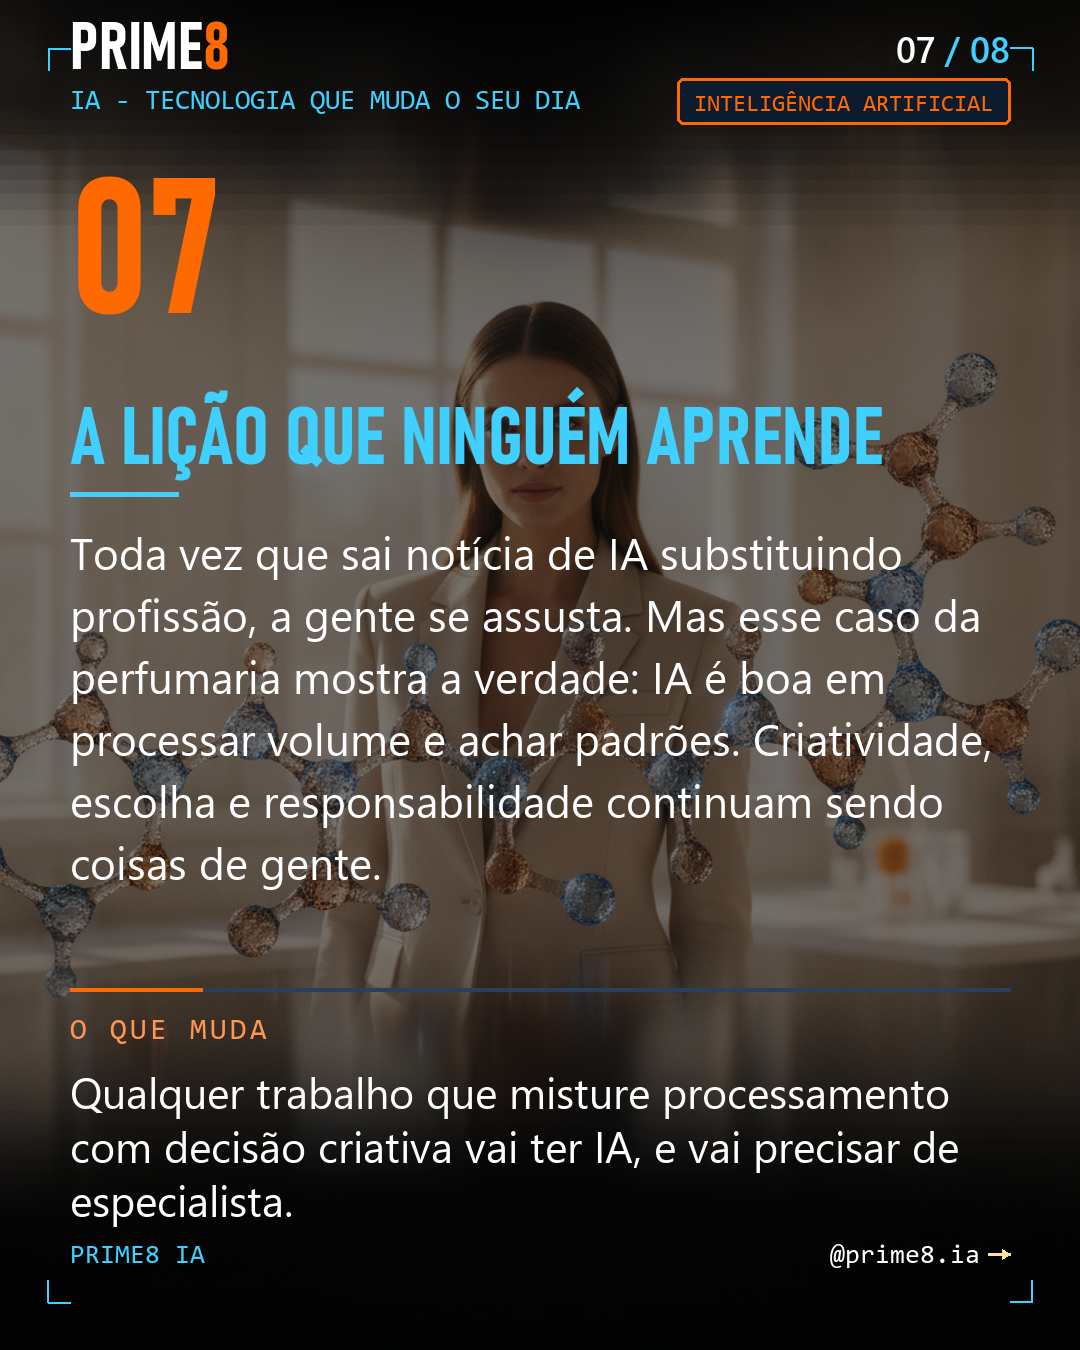 PRIME8
07 / 08
IA - TECNOLOGIA QUE MUDA O SEU DIA
INTELIGÊNCIA ARTIFICIAL
07
A LIÇÃO QUE NINGUÉM APRENDE
Toda vez que sai notícia de IA substituindo
profissão, a gente se assusta. Mas esse caso da
perfumaria mostra a verdade: IA é boa em
processar volume e achar padrões. Criatividade,
escolha e responsabilidade continuam sendo
coisas de gente.
O QUE MUDA
Qualquer trabalho que misture processamento
com decisão criativa vai ter IA, e vai precisar de
especialista.
PRIME8 IA
@prime8.ia →